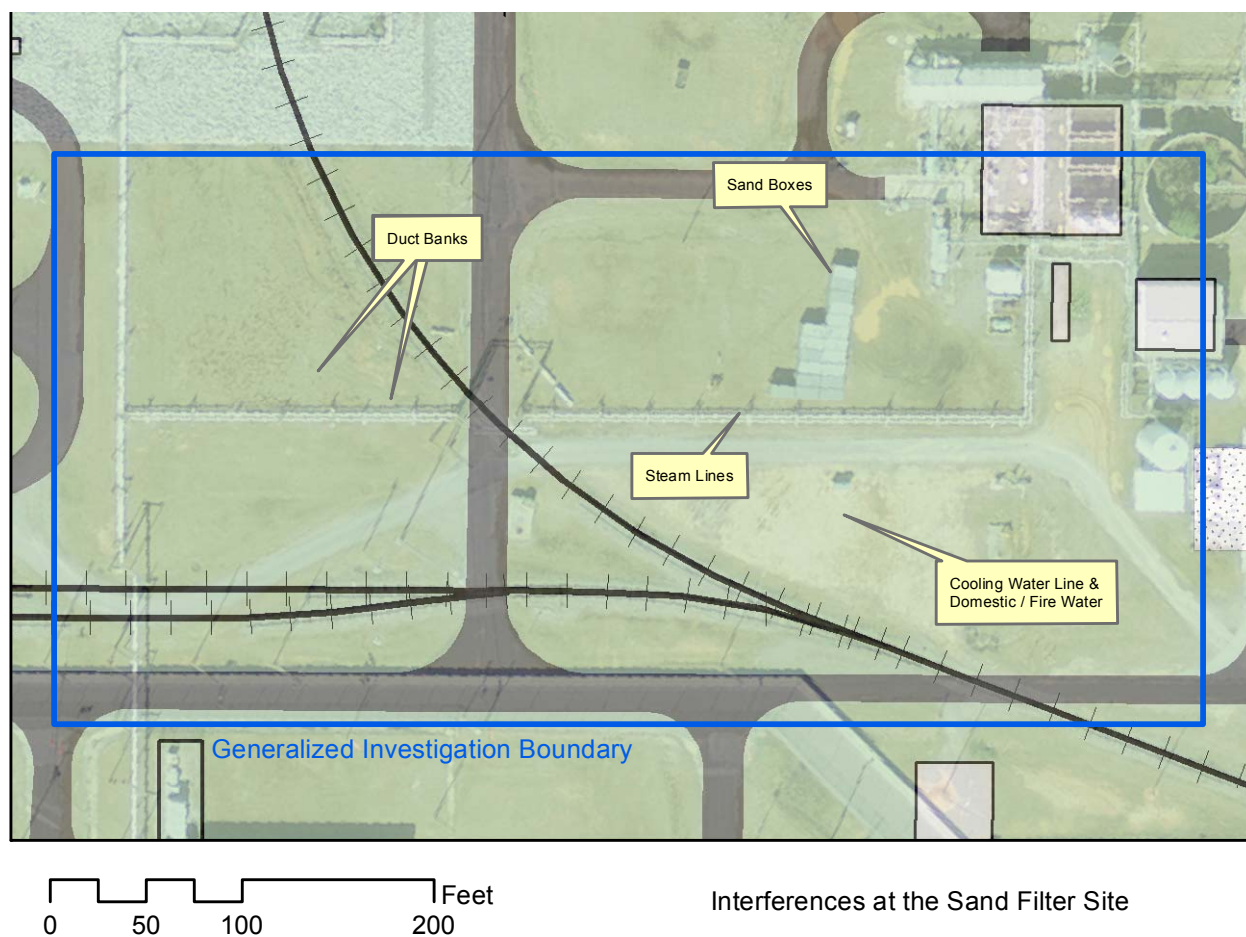 Sand Boxes
Duct Banks
Steam Lines
Cooling Water Line &
Domestic / Fire Water
Generalized Investigation Boundary
Feet
0 50 100 200
Interferences at the Sand Filter Site